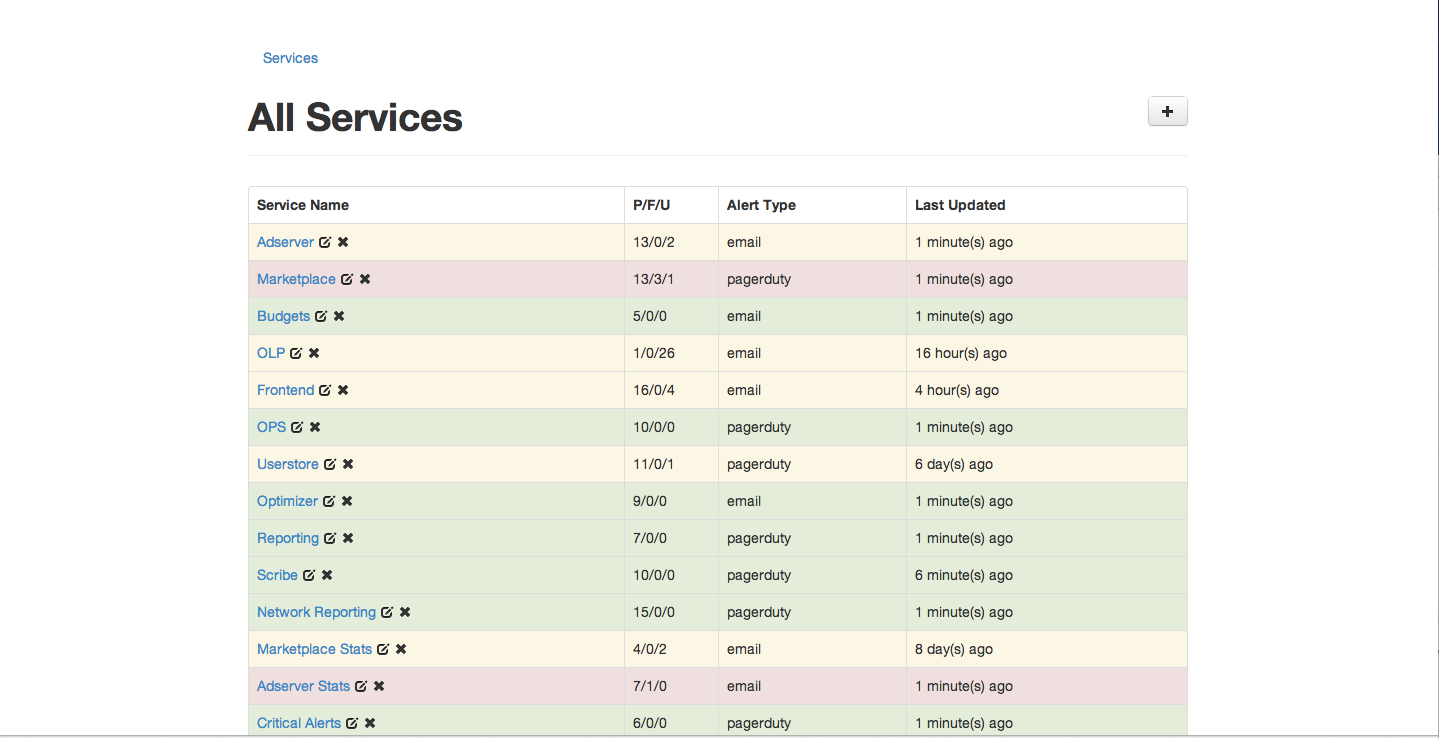 Services
All Services
Service Name P/F/U Alert Type Last Updated
Adserver 13/0/2 email 1 minute(s) ago
Marketplace 13/3/1 pagerduty 1 minute(s) ago
Budgets 5/0/0 email 1 minute(s) ago
OLP 1/0/26 email 16 hour(s) ago
Frontend 16/0/4 email 4 hour(s) ago
OPS 10/0/0 pagerduty 1 minute(s) ago
Userstore 11/0/1 pagerduty 6 day(s) ago
Optimizer 9/0/0 email 1 minute(s) ago
Reporting 7/0/0 pagerduty 1 minute(s) ago
Scribe 10/0/0 pagerduty 6 minute(s) ago
Network Reporting 15/0/0 pagerduty 1 minute(s) ago
Marketplace Stats 4/0/2 email 8 day(s) ago
Adserver Stats 7/1/0 email 1 minute(s) ago
Critical Alerts 6/0/0 pagerduty 1 minute(s) ago